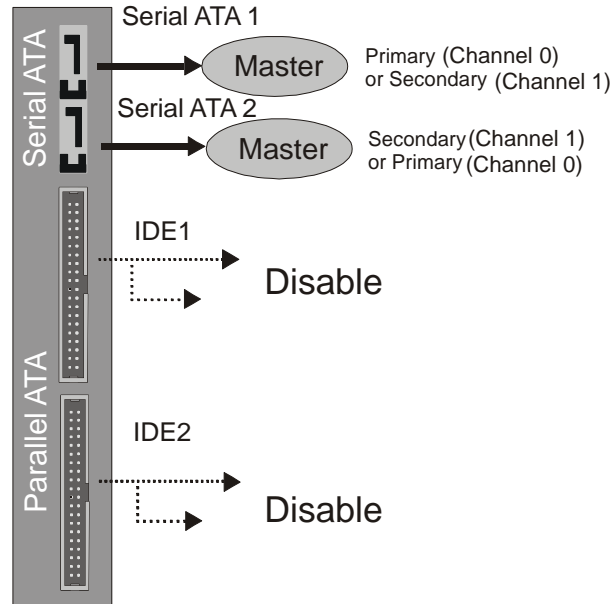 Serial ATA 1
Serial ATA
Master
Primary (Channel 0)
or Secondary (Channel 1)
Serial ATA 2
Master
Secondary (Channel 1)
or Primary (Channel 0)
IDE1
Disable
Parallel ATA
IDE2
Disable